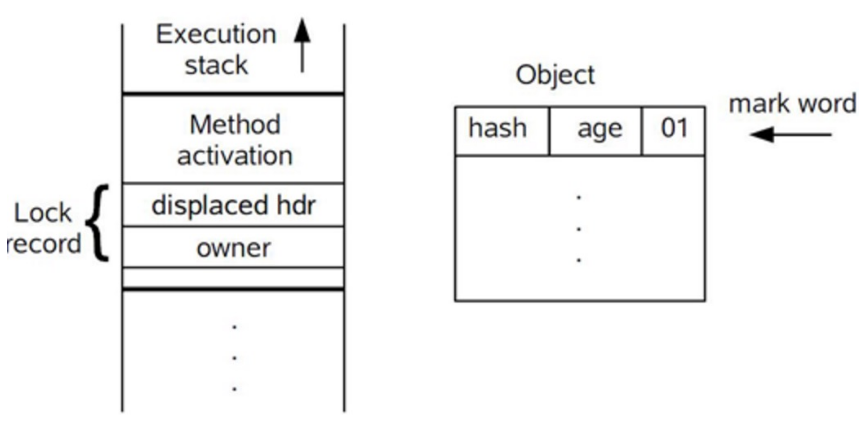 Execution
stack
Method
activation
Lock
record
displaced hdr
owner
Object
mark word
hash age 01